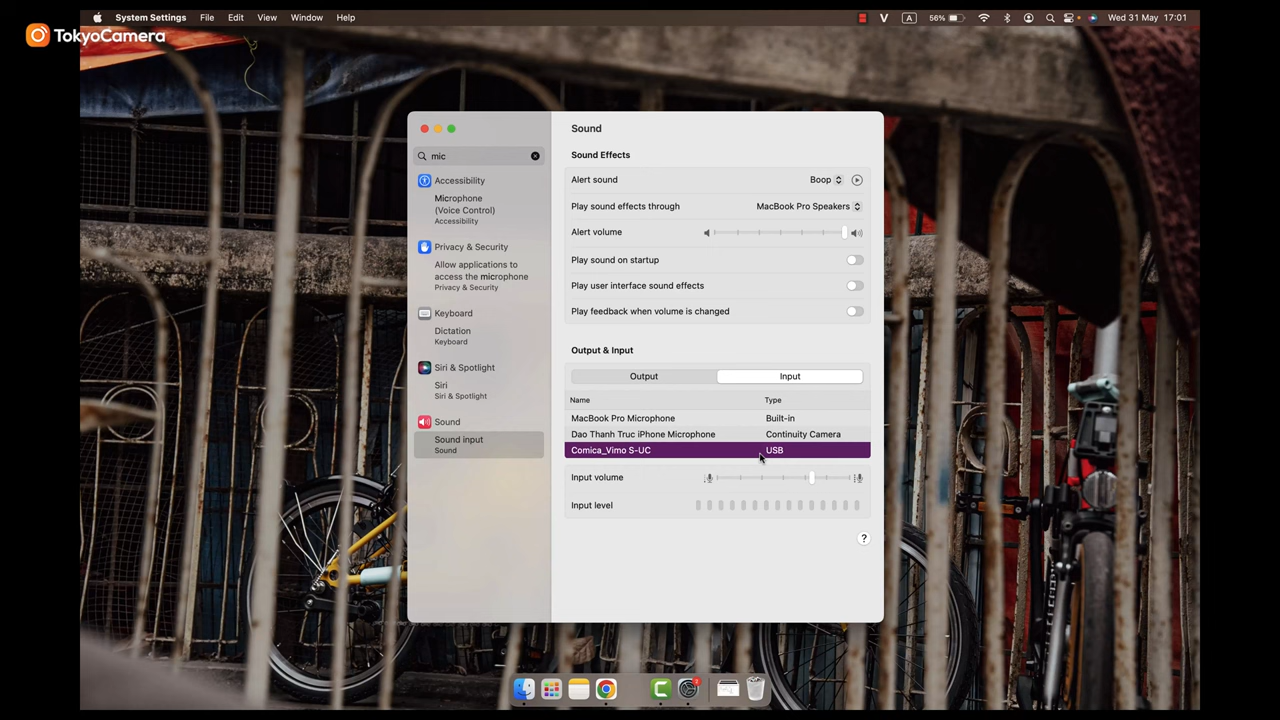 System Settings File Edit View Window Help
V A 56% Wed 31 May 17:01
TokyoCamera
Sound
mic
Sound Effects
Accessibility
Alert sound Boop
Microphone
(Voice Control)
Accessibility
Play sound effects through MacBook Pro Speakers
Alert volume
Privacy & Security
Allow applications to
access the microphone
Privacy & Security
Play sound on startup
Play user interface sound effects
Keyboard
Play feedback when volume is changed
Dictation
Keyboard
Output & Input
Siri & Spotlight
Output Input
Siri
Siri & Spotlight
Name Type
Sound
MacBook Pro Microphone Built-in
Sound input
Sound
Dao Thanh Truc iPhone Microphone Continuity Camera
Comica_Vimo S-UC USB
Input volume
Input level
?
C
2